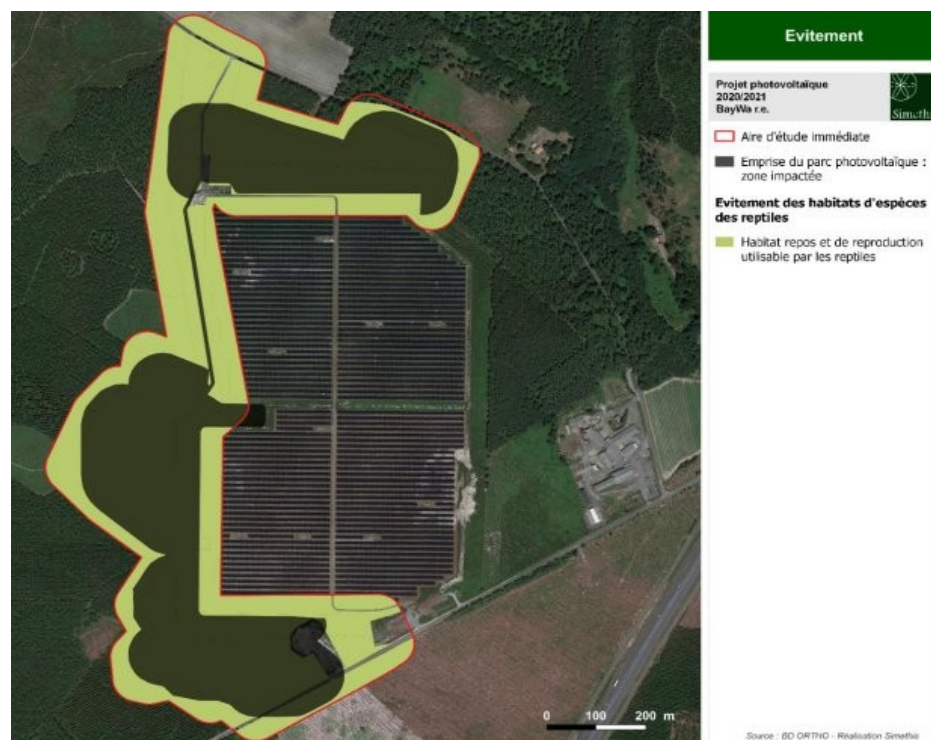 Evitement
Projet photovoltaïque
2020/2021
BayWa r.e.
Simethis
Aire d'étude immédiate
Emprise du parc photovoltaïque :
zone impactée
Evitement des habitats d'espèces
des reptiles
Habitat repos et de reproduction
utilisable par les reptiles
0 100 200 m
Source : BD ORTHO - Réalisation Simethis